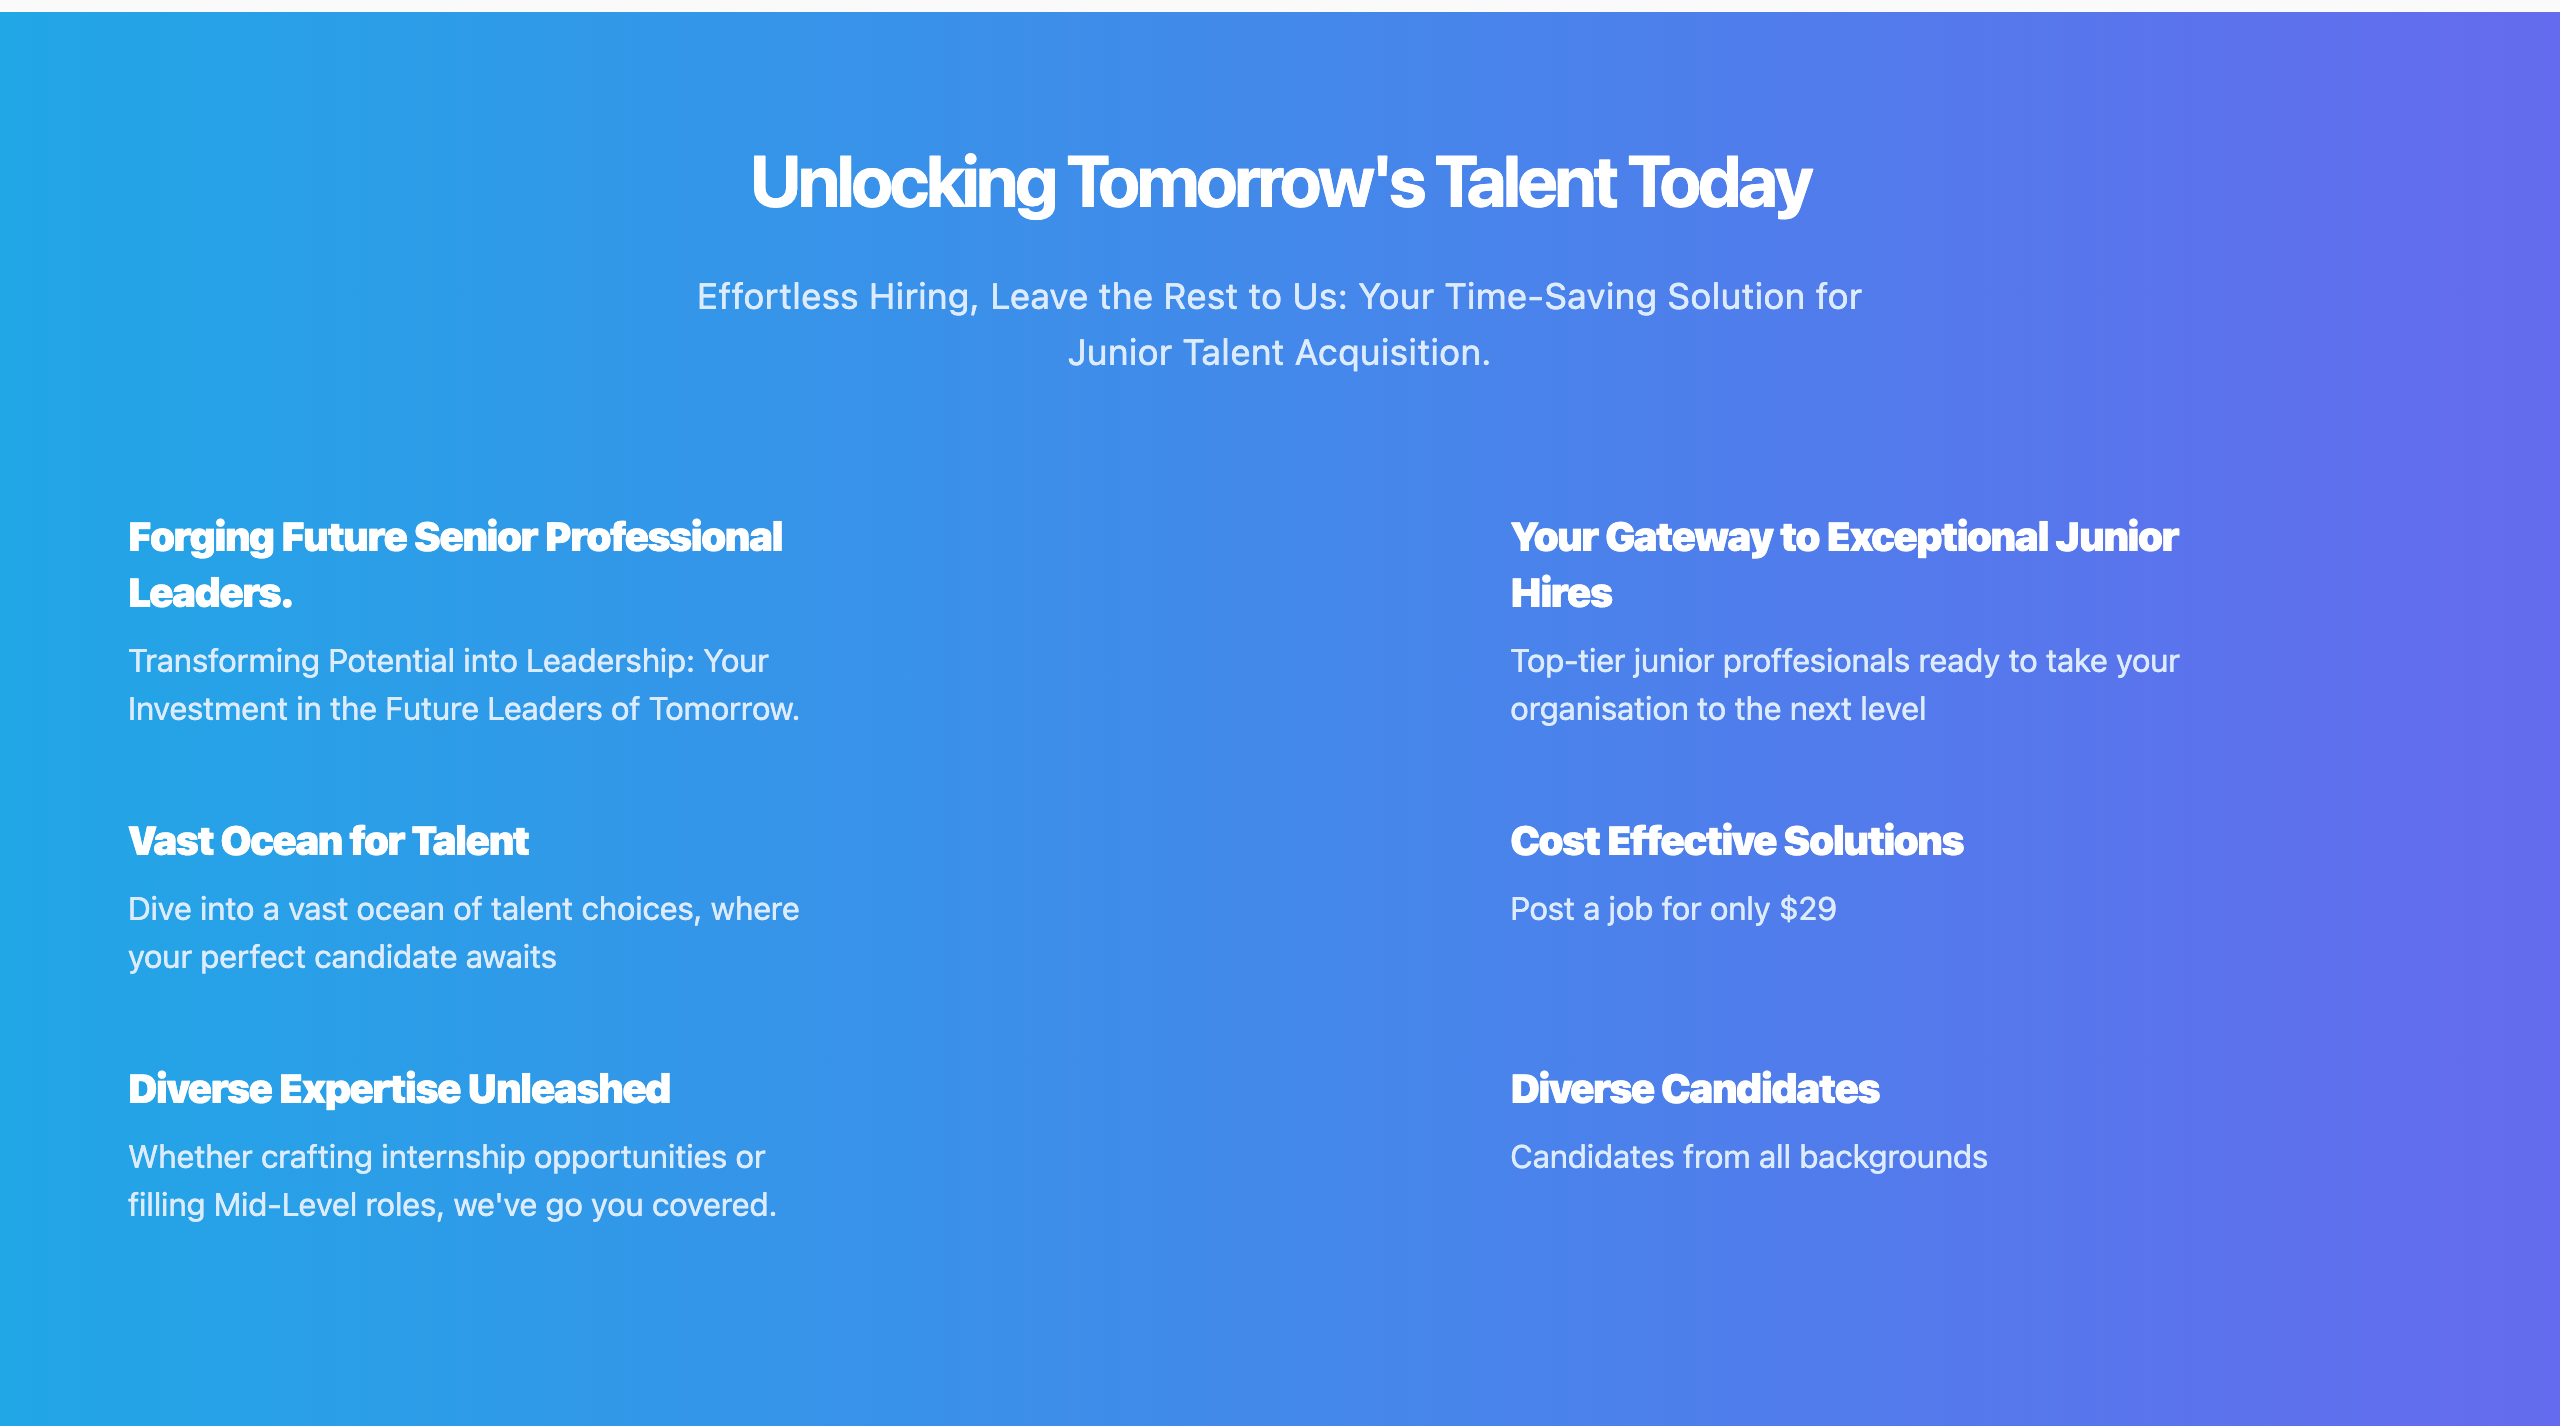 Unlocking Tomorrow's Talent Today
Effortless Hiring, Leave the Rest to Us: Your Time-Saving Solution for
Junior Talent Acquisition.
Forging Future Senior Professional
Leaders.
Transforming Potential into Leadership: Your
Investment in the Future Leaders of Tomorrow.
Your Gateway to Exceptional Junior
Hires
Top-tier junior proffesionals ready to take your
organisation to the next level
Vast Ocean for Talent
Dive into a vast ocean of talent choices, where
your perfect candidate awaits
Cost Effective Solutions
Post a job for only $29
Diverse Expertise Unleashed
Whether crafting internship opportunities or
filling Mid-Level roles, we've go you covered.
Diverse Candidates
Candidates from all backgrounds